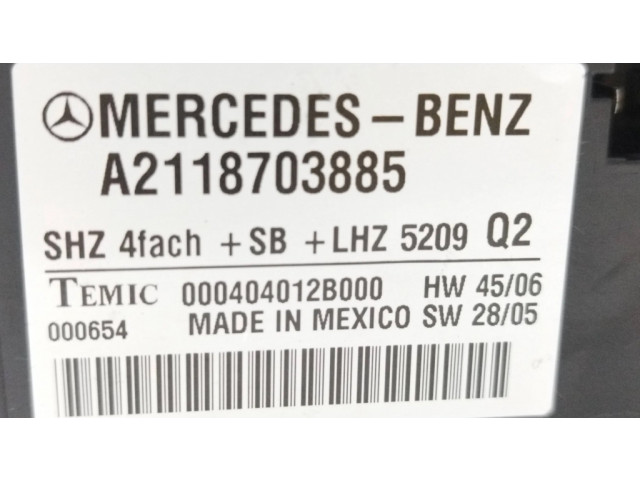 MERCEDES – BENZ
A2118703885
SHZ 4fach + SB + LHZ 5209 Q2
TEMIC 000404012B000 HW 45/06
000654 MADE IN MEXICO SW 28/05